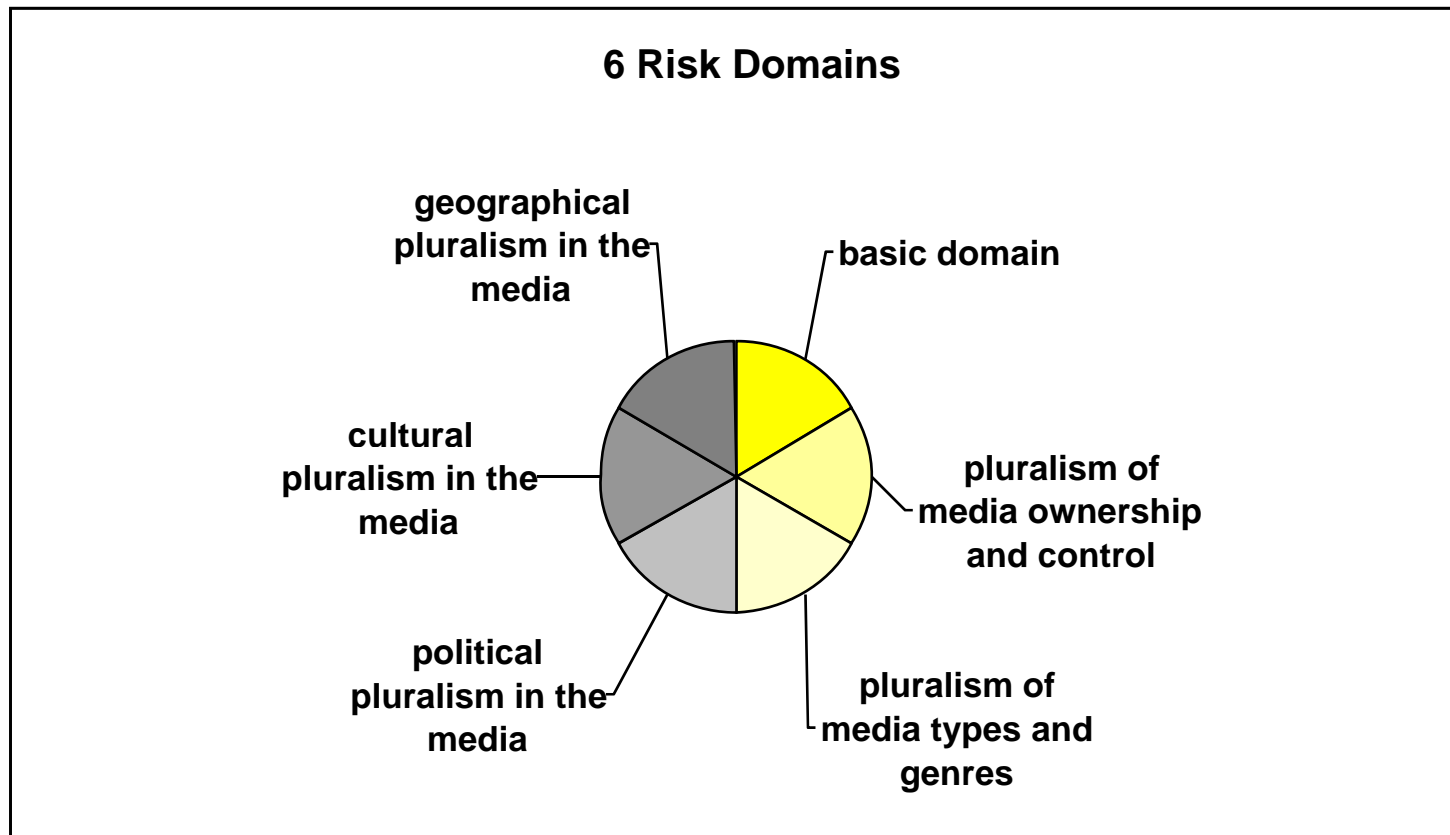 6 Risk Domains
geographical
pluralism in the
media
basic domain
cultural
pluralism in the
media
pluralism of
media ownership
and control
political
pluralism in the
media
pluralism of
media types and
genres